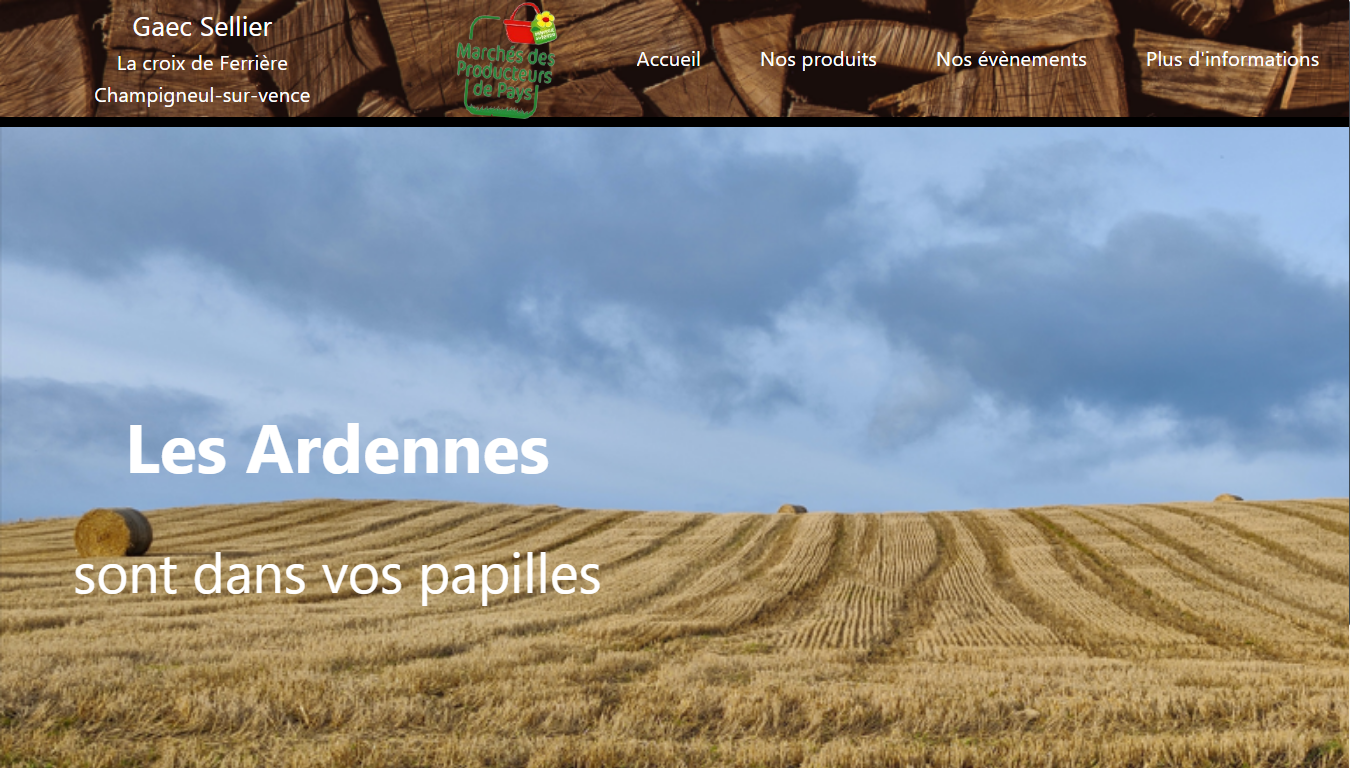 Gaec Sellier
La croix de Ferrière
Champigneul-sur-vence
Marchés des
Producteurs
de Pays
Accueil
Nos produits
Nos évènements
Plus d'informations
Les Ardennes
sont dans vos papilles